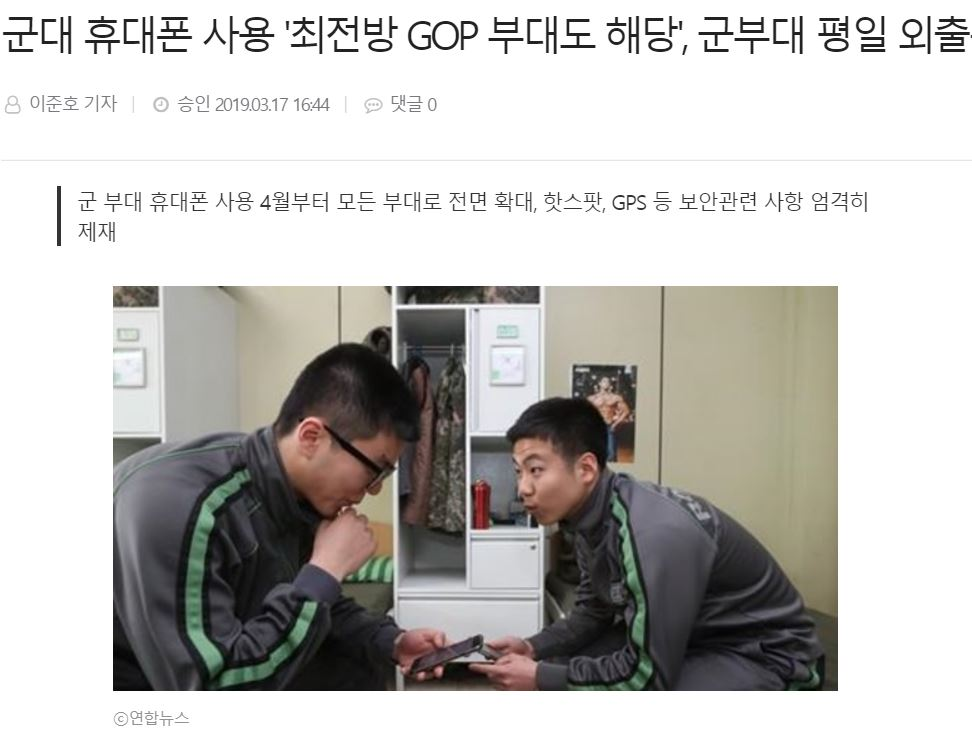 군대 휴대폰 사용 '최전방 GOP 부대도 해당', 군부대 평일 외출
이준호 기자 승인 2019.03.17 16:44 댓글 0
군 부대 휴대폰 사용 4월부터 모든 부대로 전면 확대, 핫스팟, GPS 등 보안관련 사항 엄격히
제재
ⓒ연합뉴스